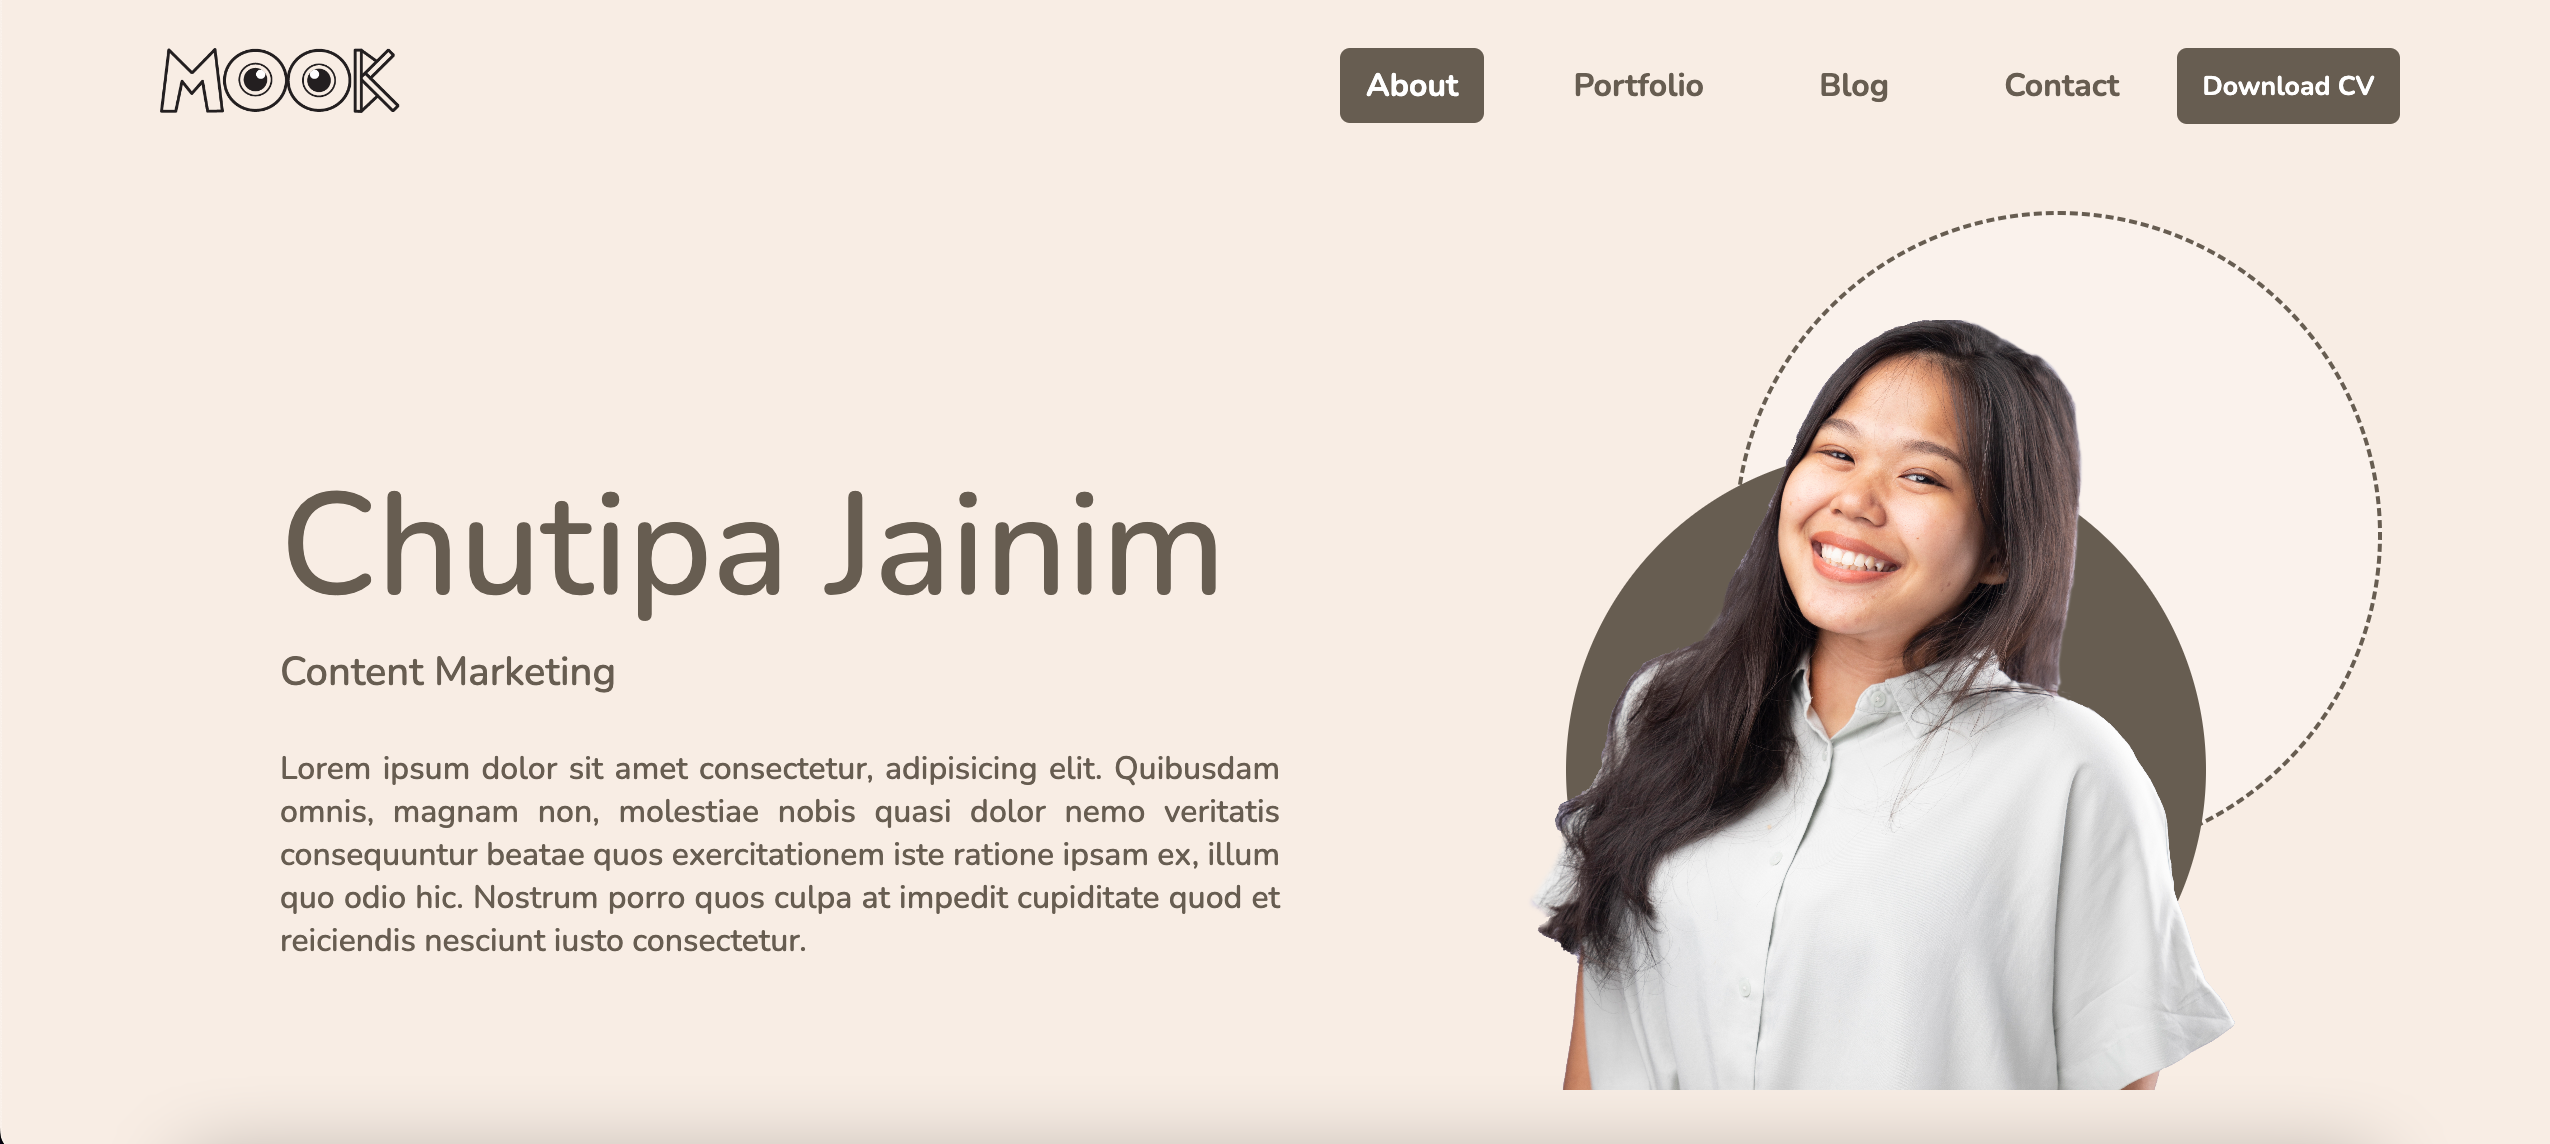 MOOK
About
Portfolio
Blog
Contact
Download CV
Chutipa Jainim
Content Marketing
Lorem ipsum dolor sit amet consectetur, adipisicing elit. Quibusdam
omnis, magnam non, molestiae nobis quasi dolor nemo veritatis
consequuntur beatae quos exercitationem iste ratione ipsam ex, illum
quo odio hic. Nostrum porro quos culpa at impedit cupiditate quod et
reiciendis nesciunt iusto consectetur.